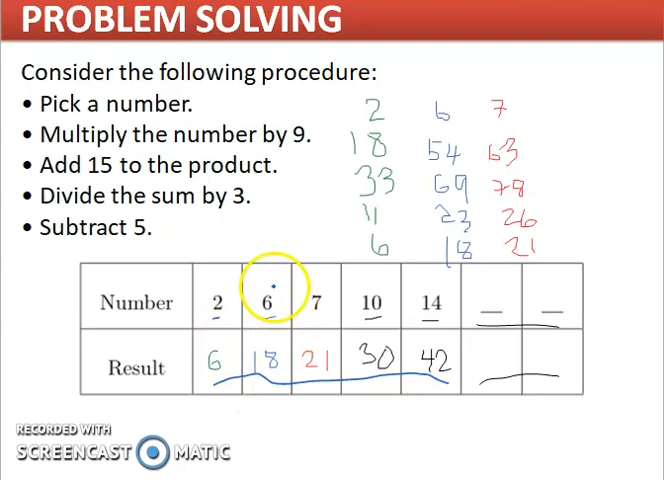 PROBLEM SOLVING
Consider the following procedure:
• Pick a number. 2 6 7
• Multiply the number by 9. 18 54 63
• Add 15 to the product. 33 69 78
• Divide the sum by 3. 11 23 26
• Subtract 5. 6 18 21
Number 2 6 7 10 14 _ _
Result 6 18 21 30 42
RECORDED WITH
SCREENCAST MATIC